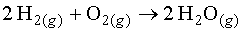 2 H₂₍g₎ + O₂₍g₎ → 2 H₂O₍g₎